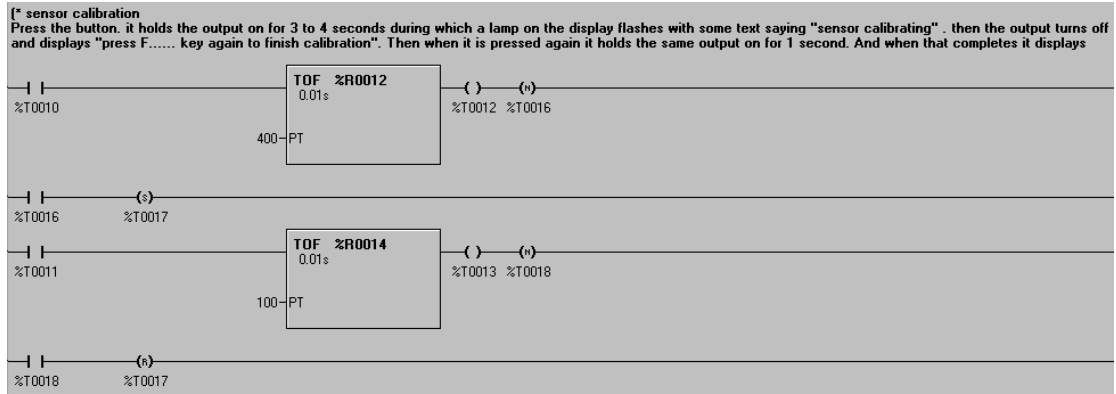 (* sensor calibration
Press the button. it holds the output on for 3 to 4 seconds during which a lamp on the display flashes with some text saying "sensor calibrating" . then the output turns off
and displays "press F...... key again to finish calibration". Then when it is pressed again it holds the same output on for 1 second. And when that completes it displays
TOF %R0012
0.01s
( ) (N)
%T0010 %T0012 %T0016
400 PT
(S)
%T0016 %T0017
TOF %R0014
0.01s
( ) (N)
%T0011 %T0013 %T0018
100 PT
(R)
%T0018 %T0017